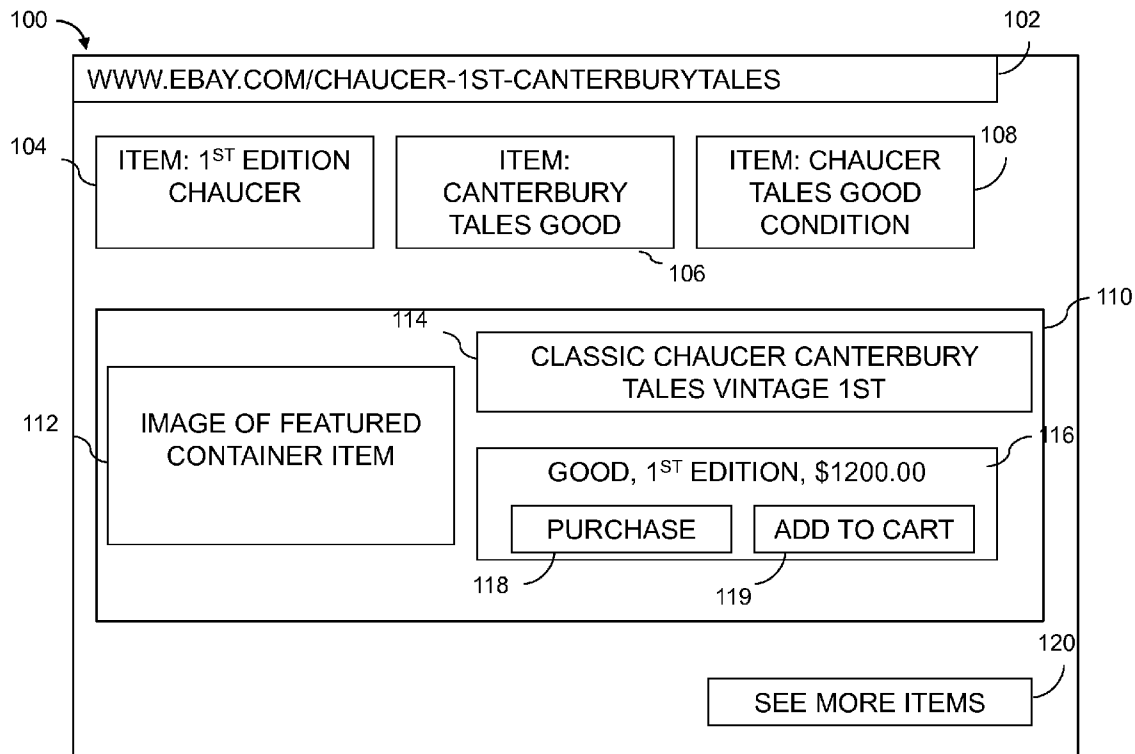 100
102
WWW.EBAY.COM/CHAUCER-1ST-CANTERBURYTALES
104
ITEM: 1ST EDITION
CHAUCER
ITEM:
CANTERBURY
TALES GOOD
106
ITEM: CHAUCER
TALES GOOD
CONDITION
108
110
112
IMAGE OF FEATURED
CONTAINER ITEM
114
CLASSIC CHAUCER CANTERBURY
TALES VINTAGE 1ST
116
GOOD, 1ST EDITION, $1200.00
PURCHASE
ADD TO CART
118
119
120
SEE MORE ITEMS